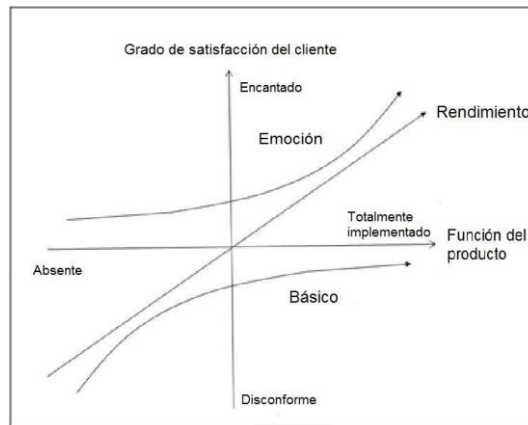 Grado de satisfacción del cliente
Encantado
Rendimiento
Emoción
Totalmente
implementado
Función del
producto
Absente
Básico
Disconforme